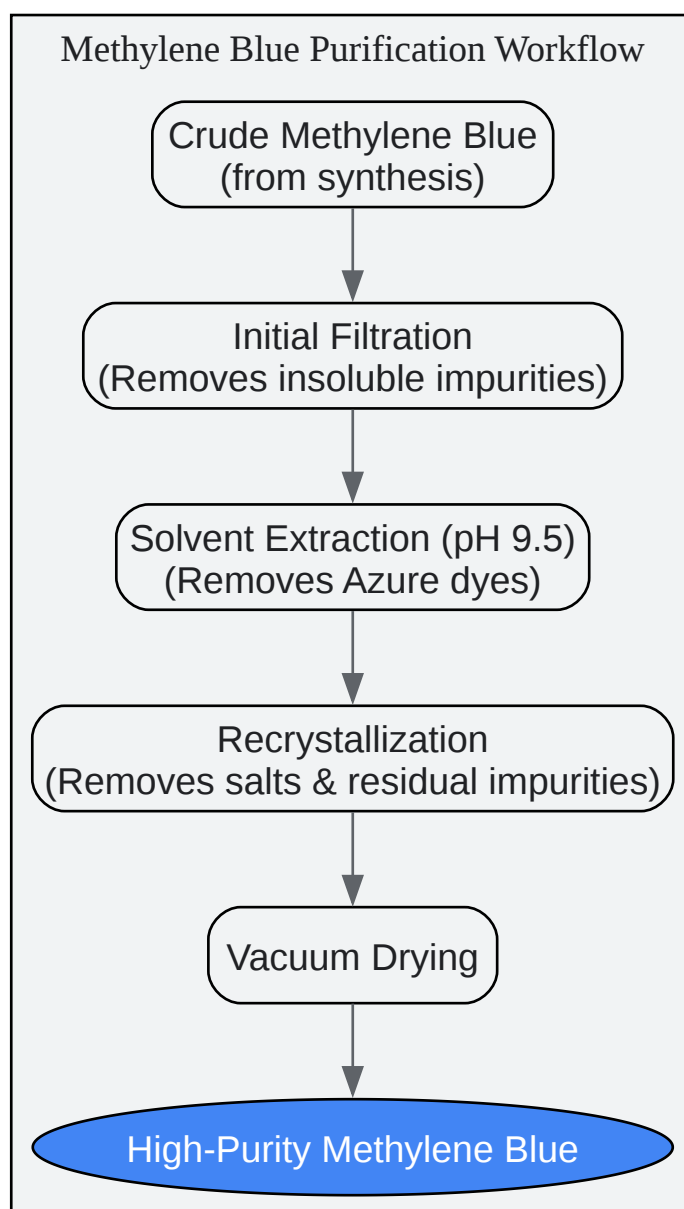 Methylene Blue Purification Workflow
Crude Methylene Blue
(from synthesis)
Initial Filtration
(Removes insoluble impurities)
Solvent Extraction (pH 9.5)
(Removes Azure dyes)
Recrystallization
(Removes salts & residual impurities)
Vacuum Drying
High-Purity Methylene Blue